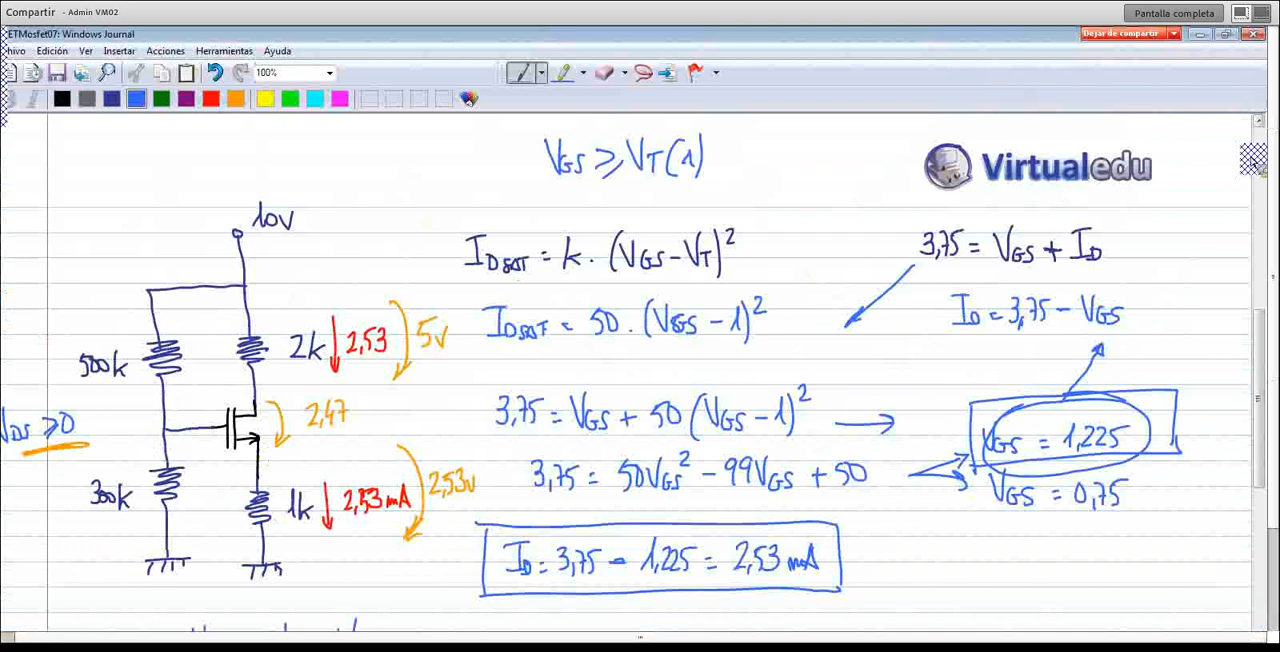 Compartir - Admin VM02
Pantalla completa
ETMosfet07: Windows Journal
Dejar de compartir
hivo Edición Ver Insertar Acciones Herramientas Ayuda
100%
VGS ≥ VT (1)
Virtualedu
10V
ID SAT = k · (VGS - VT)²
3,75 = VGS + ID
ID SAT = 50 · (VGS - 1)²
ID = 3,75 - VGS
500k
2k
2,53
5v
VDS ≥ 0
2,47
3,75 = VGS + 50 (VGS - 1)²
VGS = 1,225
3,75 = 50VGS² - 99VGS + 50
VGS = 0,75
300k
1k
2,53 mA
2,53v
ID = 3,75 - 1,225 = 2,53 mA